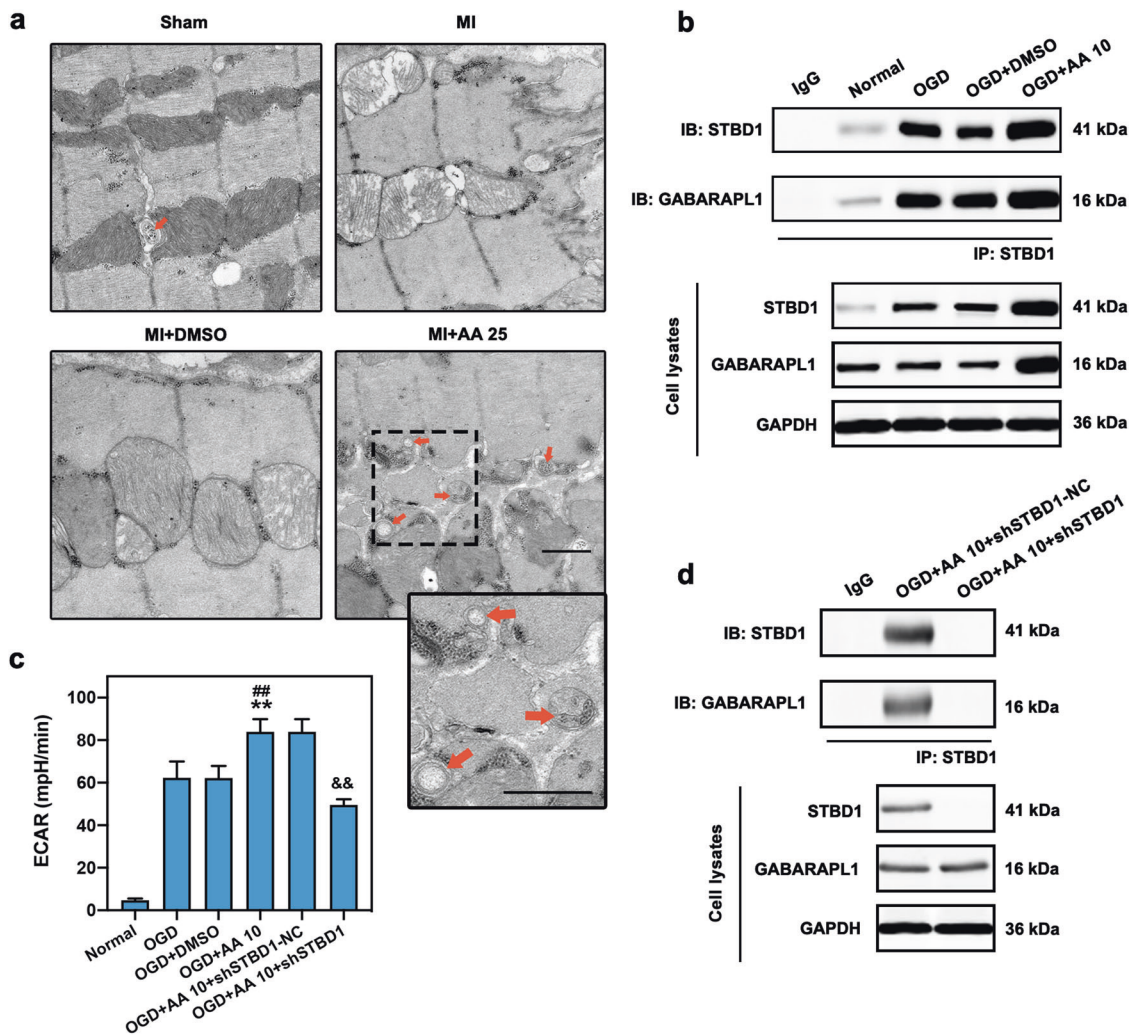 a
Sham
MI
MI+DMSO
MI+AA 25
b
IgG
Normal
OGD
OGD+DMSO
OGD+AA 10
IB: STBD1
41 kDa
IB: GABARAPL1
16 kDa
IP: STBD1
Cell lysates
STBD1
41 kDa
GABARAPL1
16 kDa
GAPDH
36 kDa
c
ECAR (mpH/min)
100
80
60
40
20
0
##
**
&&
Normal
OGD
OGD+DMSO
OGD+AA 10
OGD+AA 10+shSTBD1-NC
OGD+AA 10+shSTBD1
d
IgG
OGD+AA 10+shSTBD1-NC
OGD+AA 10+shSTBD1
IB: STBD1
41 kDa
IB: GABARAPL1
16 kDa
IP: STBD1
Cell lysates
STBD1
41 kDa
GABARAPL1
16 kDa
GAPDH
36 kDa